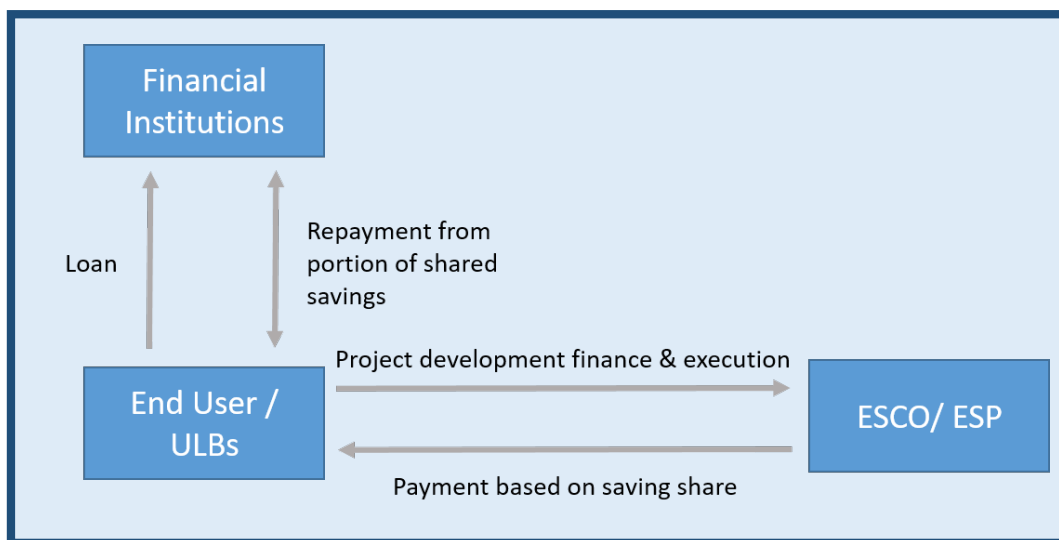 Financial
Institutions
Loan
Repayment from
portion of shared
savings
Project development finance & execution
End User /
ULBs
ESCO/ ESP
Payment based on saving share